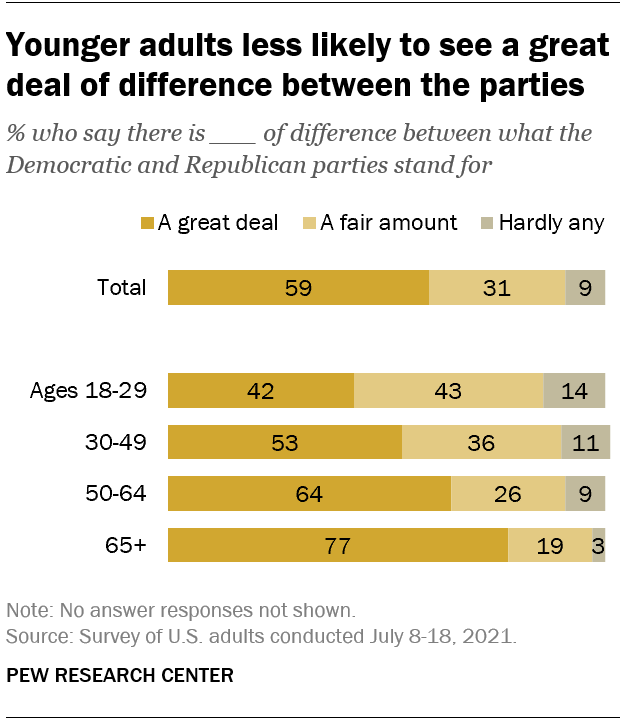 Younger adults less likely to see a great
deal of difference between the parties
% who say there is ___ of difference between what the
Democratic and Republican parties stand for
A great deal A fair amount Hardly any
Total 59 31 9
Ages 18-29 42 43 14
30-49 53 36 11
50-64 64 26 9
65+ 77 19 3
Note: No answer responses not shown.
Source: Survey of U.S. adults conducted July 8-18, 2021.
PEW RESEARCH CENTER